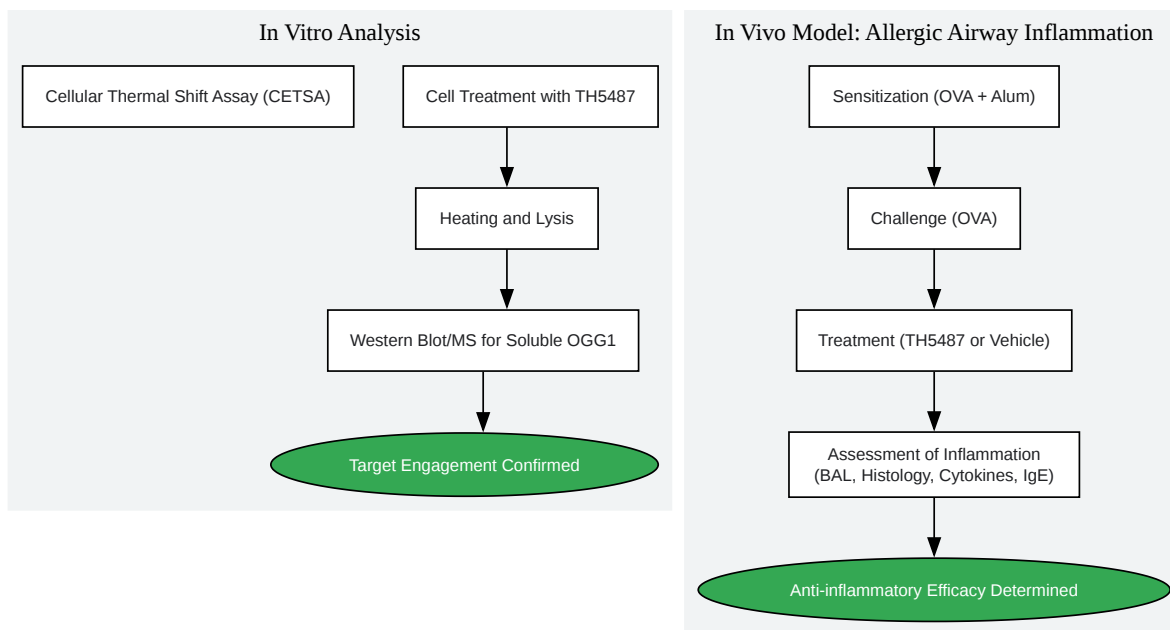 In Vitro Analysis
Cellular Thermal Shift Assay (CETSA)
Cell Treatment with TH5487
Heating and Lysis
Western Blot/MS for Soluble OGG1
Target Engagement Confirmed
In Vivo Model: Allergic Airway Inflammation
Sensitization (OVA + Alum)
Challenge (OVA)
Treatment (TH5487 or Vehicle)
Assessment of Inflammation
(BAL, Histology, Cytokines, IgE)
Anti-inflammatory Efficacy Determined